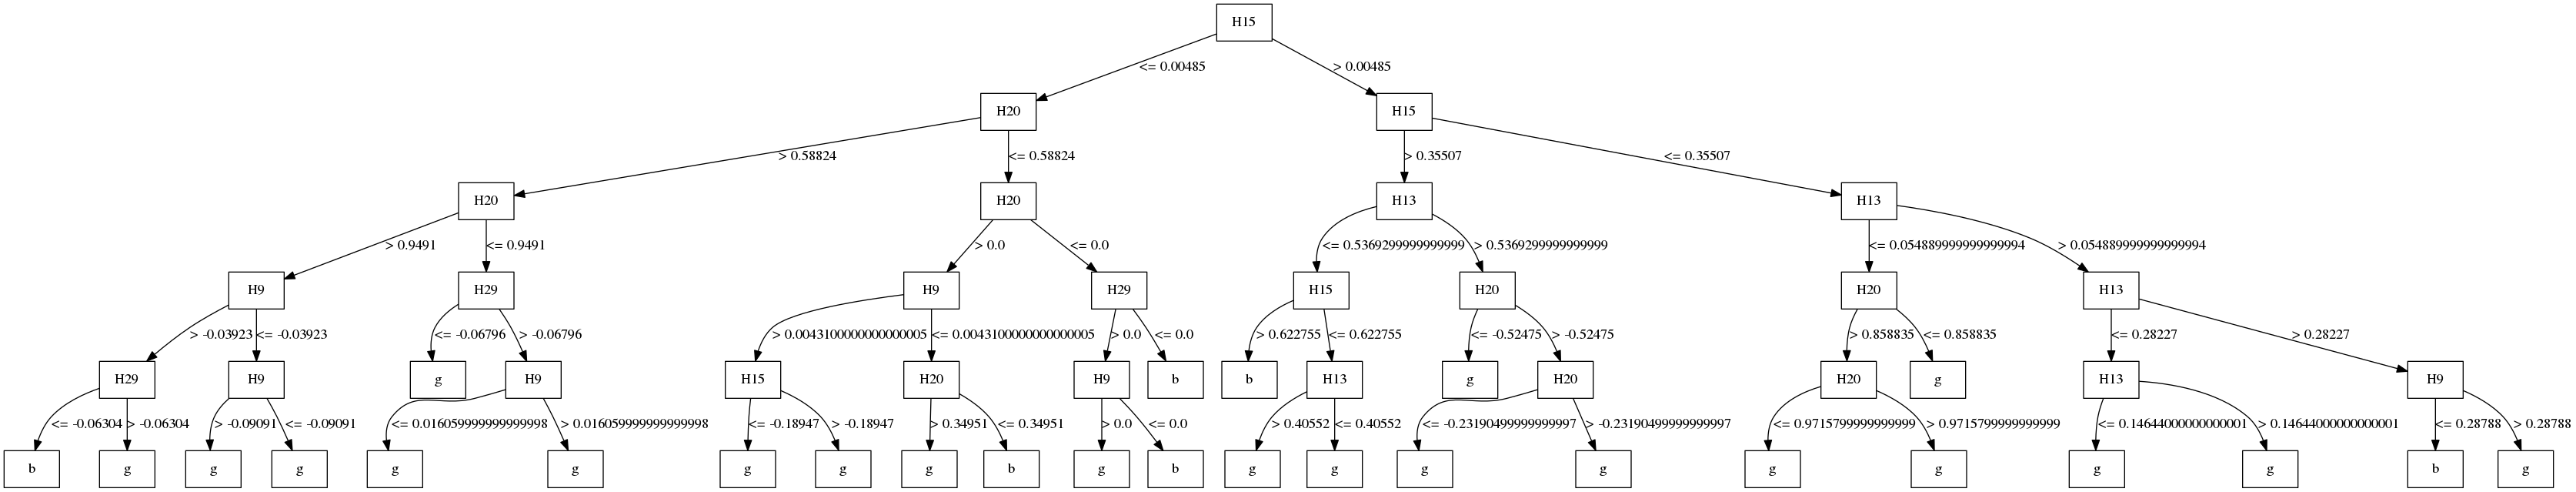 H15
<= 0.00485 > 0.00485
H20 H15
> 0.58824 <= 0.58824 > 0.35507 <= 0.35507
H20 H20 H13 H13
> 0.9491 <= 0.9491 > 0.0 <= 0.0 <= 0.5369299999999999 > 0.5369299999999999 <= 0.054889999999999994 > 0.054889999999999994
H9 H29 H9 H29 H15 H20 H20 H13
> -0.03923 <= -0.03923 <= -0.06796 > -0.06796 > 0.0043100000000000005 <= 0.0043100000000000005 > 0.0 <= 0.0 > 0.622755 <= 0.622755 <= -0.52475 > -0.52475 > 0.858835 <= 0.858835 <= 0.28227 > 0.28227
H29 H9 g H9 H15 H20 H9 b b H13 g H20 H20 g H13 H9
<= -0.06304 > -0.06304 > -0.09091 <= -0.09091 <= 0.016059999999999998 > 0.016059999999999998 <= -0.18947 > -0.18947 > 0.34951 <= 0.34951 > 0.0 <= 0.0 > 0.40552 <= 0.40552 <= -0.23190499999999997 > -0.23190499999999997 <= 0.9715799999999999 > 0.9715799999999999 <= 0.14644000000000001 > 0.14644000000000001 <= 0.28788 > 0.28788
b g g g g g g g g b g b g g g g g g g g b g